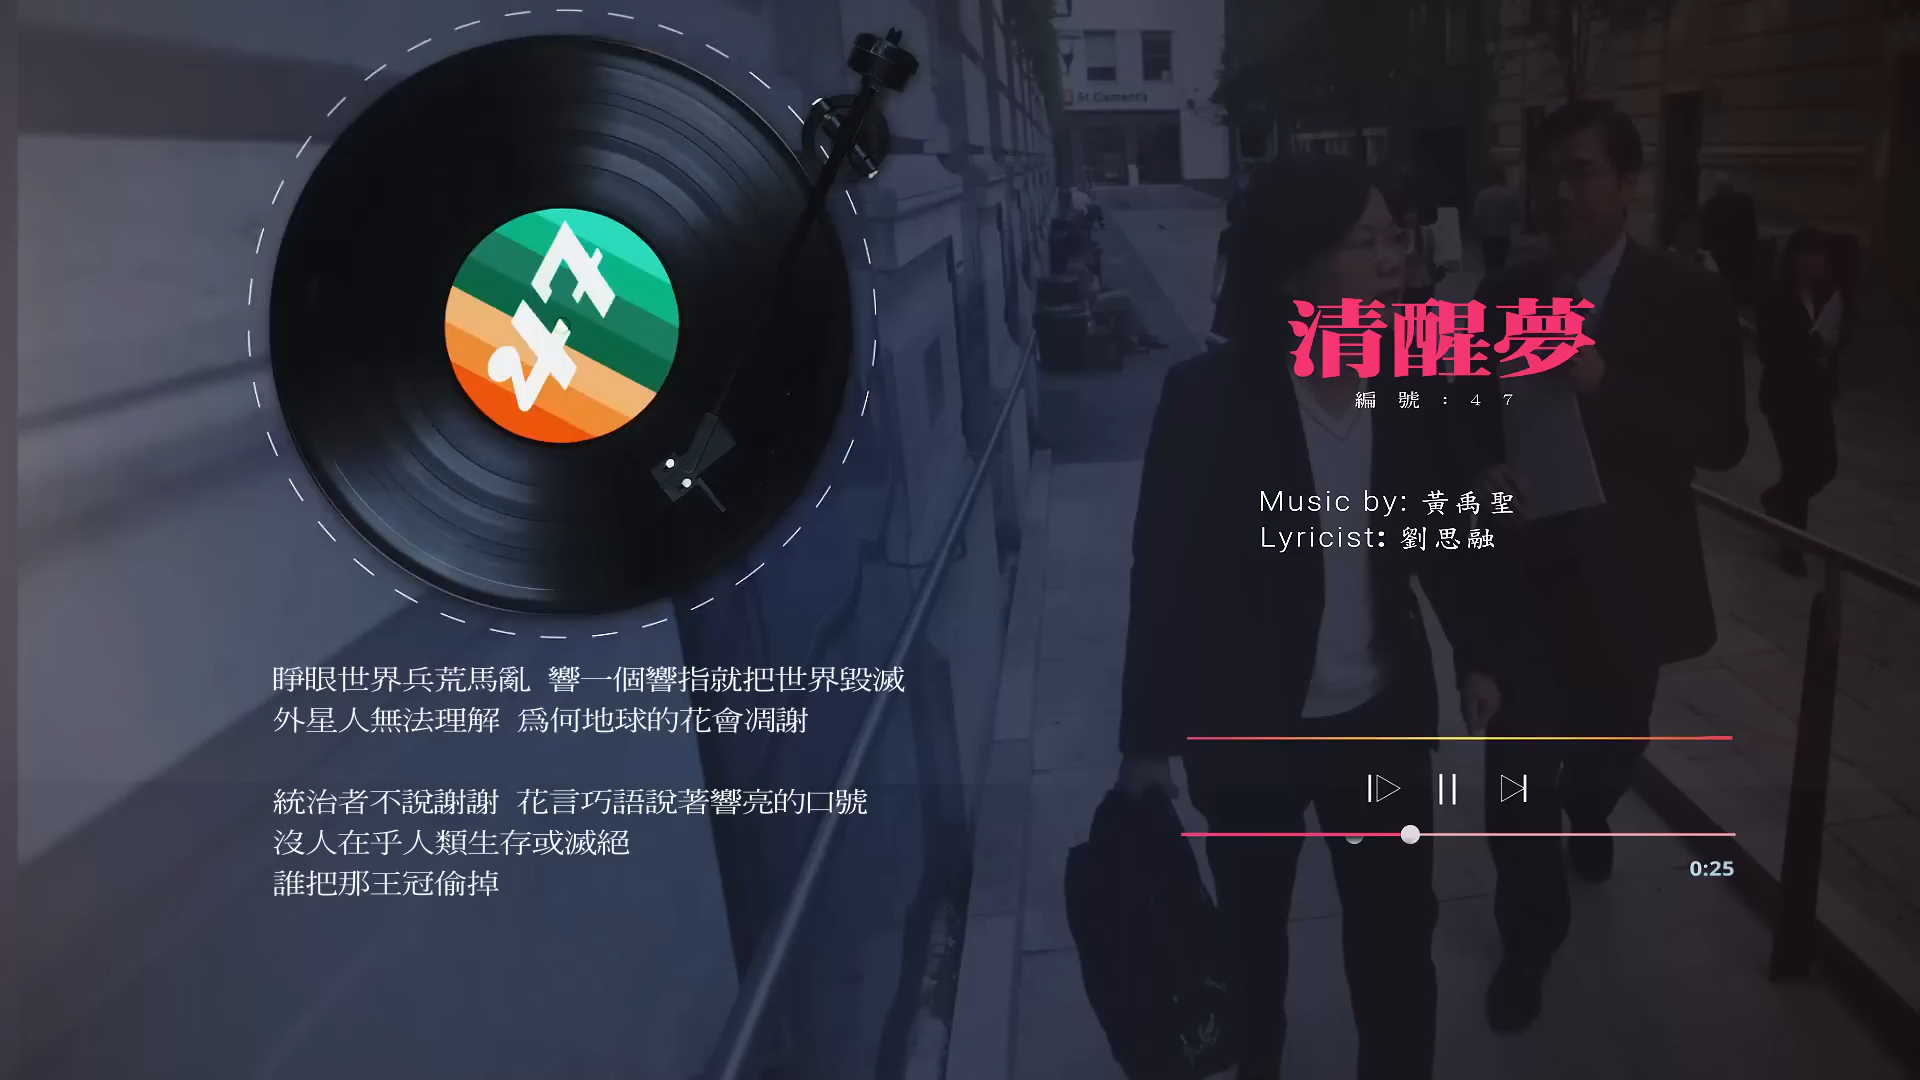 St Clement's
清醒夢
編號:47
Music by: 黃禹聖
Lyricist: 劉思融
睜眼世界兵荒馬亂 響一個響指就把世界毀滅
外星人無法理解 為何地球的花會凋謝
統治者不說謝謝 花言巧語說著響亮的口號
沒人在乎人類生存或滅絕
誰把那王冠偷掉
0:25